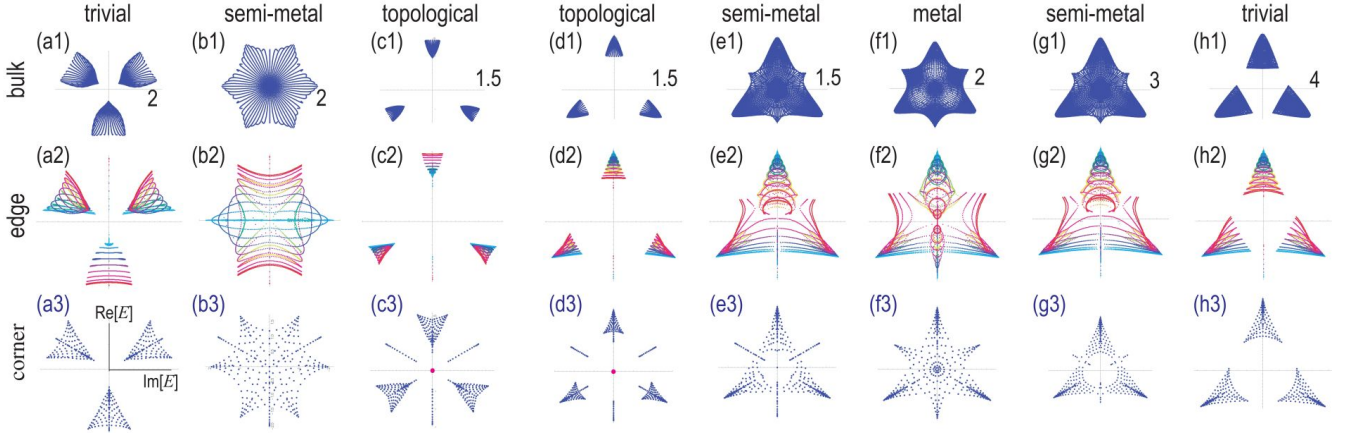 trivial semi-metal topological topological semi-metal metal semi-metal trivial
bulk (a1) (b1) (c1) (d1) (e1) (f1) (g1) (h1)
2 2 1.5 1.5 1.5 2 3 4
edge (a2) (b2) (c2) (d2) (e2) (f2) (g2) (h2)
corner (a3) (b3) (c3) (d3) (e3) (f3) (g3) (h3)
Re[E]
Im[E]